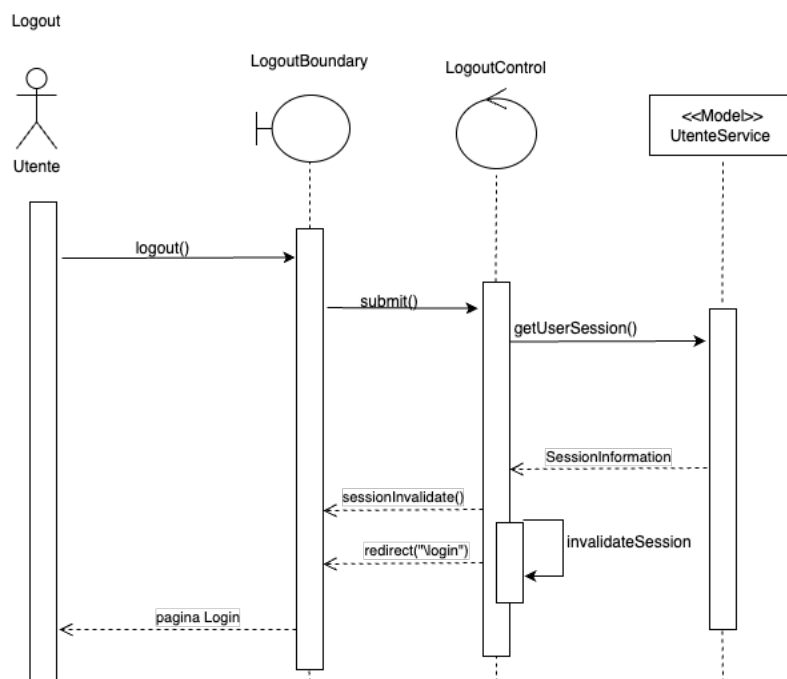 Logout
LogoutBoundary
LogoutControl
<<Model>>
UtenteService
Utente
logout()
submit()
getUserSession()
SessionInformation
sessionInvalidate()
invalidateSession
redirect("\login")
pagina Login